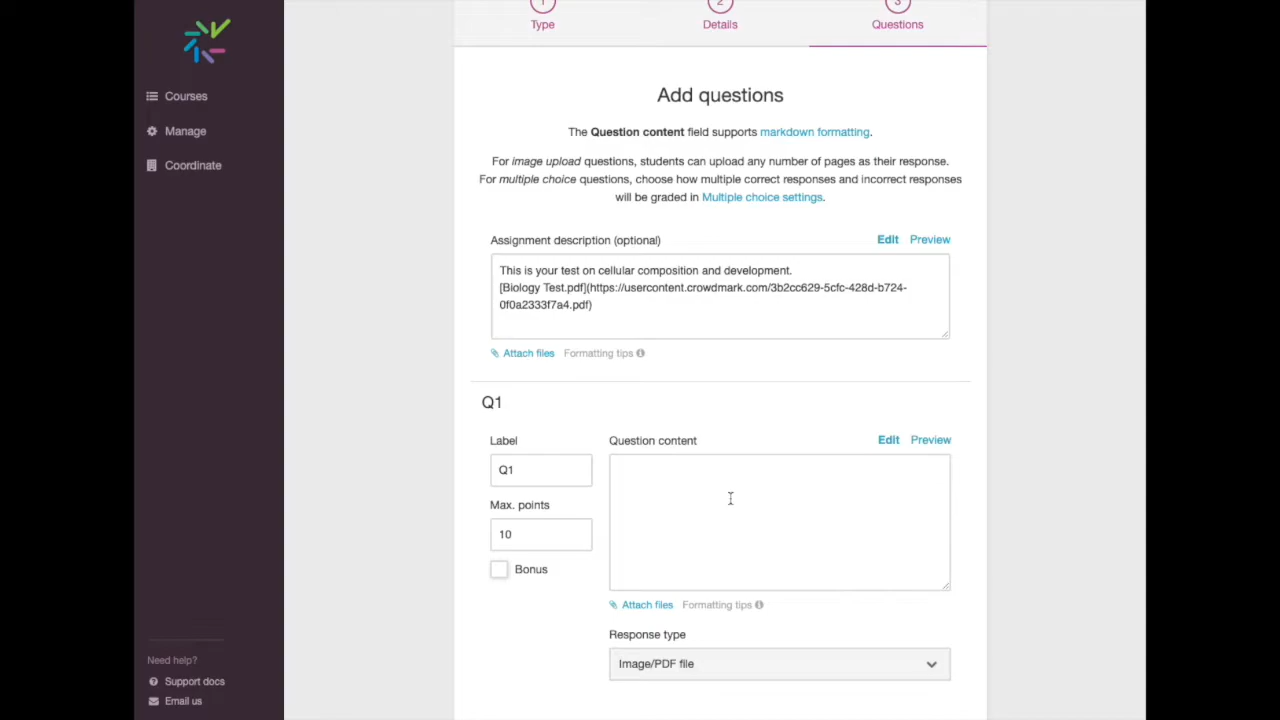 1
2
3
Type
Details
Questions
Courses
Manage
Coordinate
Add questions
The Question content field supports markdown formatting.
For image upload questions, students can upload any number of pages as their response.
For multiple choice questions, choose how multiple correct responses and incorrect responses
will be graded in Multiple choice settings.
Assignment description (optional)
Edit Preview
This is your test on cellular composition and development.
[Biology Test.pdf](https://usercontent.crowdmark.com/3b2cc629-5cfc-428d-b724-
0f0a2333f7a4.pdf)
Attach files Formatting tips
Q1
Label
Q1
Max. points
10
Bonus
Question content
Edit Preview
Attach files Formatting tips
Response type
Image/PDF file
Need help?
Support docs
Email us